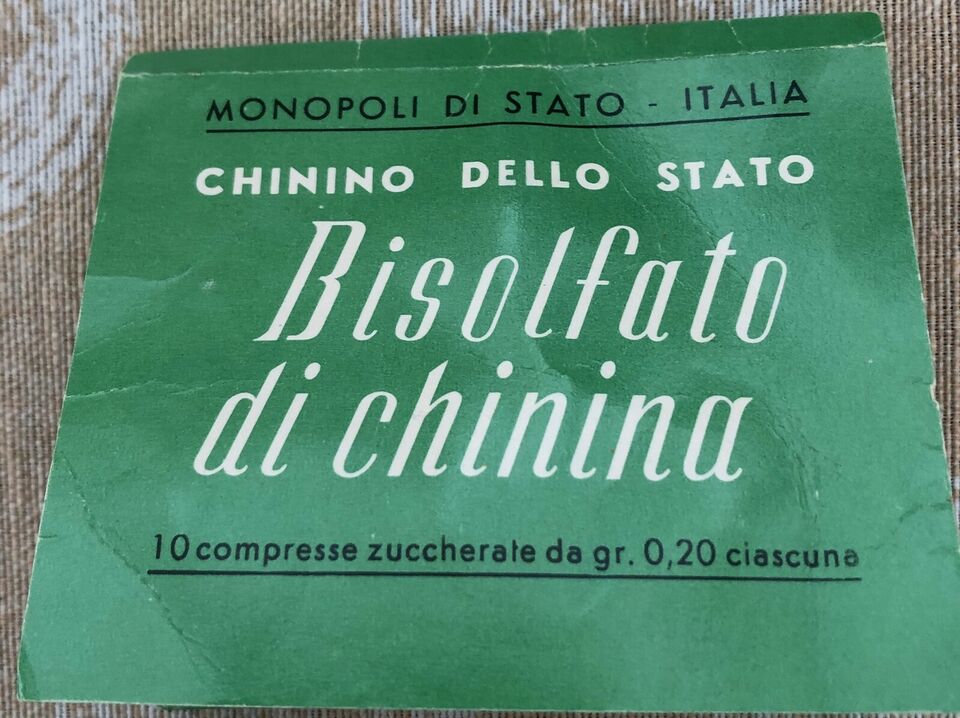 MONOPOLI DI STATO - ITALIA
CHININO DELLO STATO
Bisolfato
di chinina
10 compresse zuccherate da gr. 0,20 ciascuna